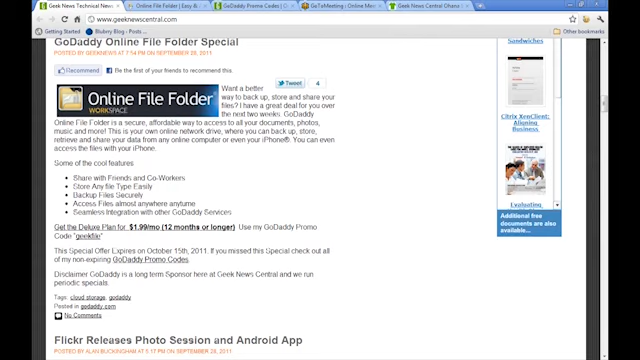 Geek News Technical News
Online File Folder | Easy B
GoDaddy Promo Codes | C
GoToMeeting | Online Mee
Geek News Central Ohana
www.geeknewscentral.com
Getting Started
Blubrry Blog - Posts
Other bookmarks
GoDaddy Online File Folder Special
POSTED BY GEEKNEWS AT 7:54 PM ON SEPTEMBER 28, 2011
Recommend
Be the first of your friends to recommend this.
Tweet
4
Online File Folder
WORKSPACE
Want a better
way to back up, store and share your
files? I have a great deal for you over
the next two weeks. GoDaddy
Online File Folder is a secure, affordable way to access to all your documents, photos,
music and more! This is your own online network drive, where you can back up, store,
retrieve and share your data from any online computer or even your iPhone®. You can even
access the files with your iPhone.
Some of the cool features
Share with Friends and Co-Workers
Store Any file Type Easily
Backup Files Securely
Access Files almost anywhere anytime
Seamless Integration with other GoDaddy Services
Get the Deluxe Plan for $1.99/mo (12 months or longer) Use my GoDaddy Promo
Code "geekfile"
This Special Offer Expires on October 15th, 2011. If you missed this Special check out all
of my non-expiring GoDaddy Promo Codes
Disclaimer GoDaddy is a long term Sponsor here at Geek News Central and we run
periodic specials.
Tags: cloud storage, godaddy
Posted in godaddy.com
No Comments
Flickr Releases Photo Session and Android App
POSTED BY ALAN BUCKINGHAM AT 5:17 PM ON SEPTEMBER 28, 2011
Sandwiches
Citrix XenClient:
Aligning
Business
Evaluating
Additional free
documents are also
available...